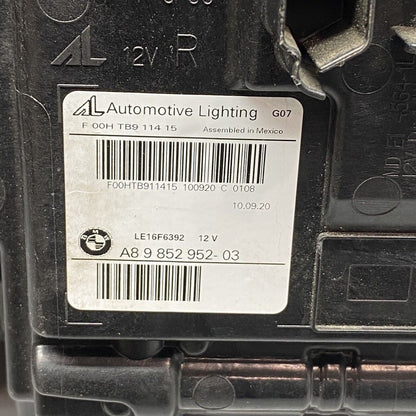 AL 12V R
AL Automotive Lighting G07
F 00H TB9 114 15 Assembled in Mexico
F00HTB911415 100920 C 0108
10.09.20
LE16F6392 12 V
BMW
A8 9 852 952-03